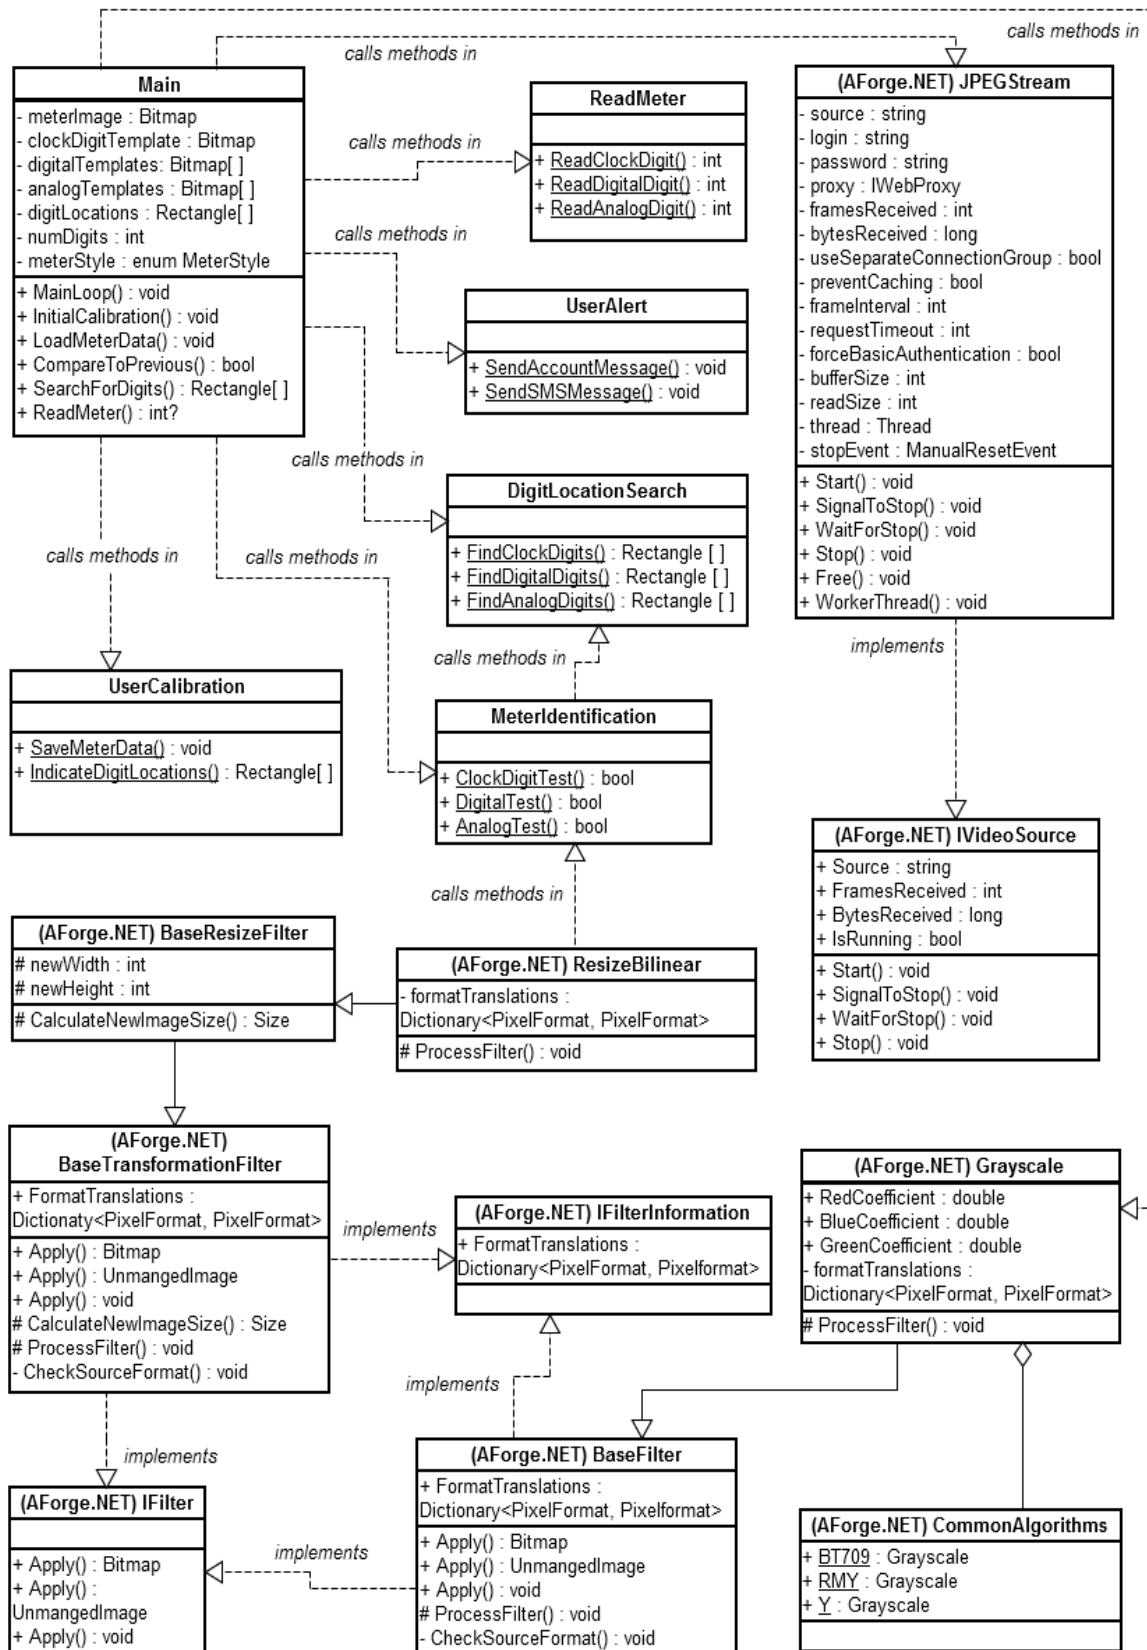 calls methods in
calls methods in
Main
- meterImage : Bitmap
- clockDigitTemplate : Bitmap
- digitalTemplates: Bitmap[ ]
- analogTemplates : Bitmap[ ]
- digitLocations : Rectangle[ ]
- numDigits : int
- meterStyle : enum MeterStyle
+ MainLoop() : void
+ InitialCalibration() : void
+ LoadMeterData() : void
+ CompareToPrevious() : bool
+ SearchForDigits() : Rectangle[ ]
+ ReadMeter() : int?
calls methods in
ReadMeter
+ ReadClockDigit() : int
+ ReadDigitalDigit() : int
+ ReadAnalogDigit() : int
calls methods in
UserAlert
+ SendAccountMessage() : void
+ SendSMSMessage() : void
(AForge.NET) JPEGStream
- source : string
- login : string
- password : string
- proxy : IWebProxy
- framesReceived : int
- bytesReceived : long
- useSeparateConnectionGroup : bool
- preventCaching : bool
- frameInterval : int
- requestTimeout : int
- forceBasicAuthentication : bool
- bufferSize : int
- readSize : int
- thread : Thread
- stopEvent : ManualResetEvent
+ Start() : void
+ SignalToStop() : void
+ WaitForStop() : void
+ Stop() : void
+ Free() : void
+ WorkerThread() : void
calls methods in
DigitLocationSearch
+ FindClockDigits() : Rectangle [ ]
+ FindDigitalDigits() : Rectangle [ ]
+ FindAnalogDigits() : Rectangle [ ]
calls methods in
calls methods in
implements
calls methods in
UserCalibration
+ SaveMeterData() : void
+ IndicateDigitLocations() : Rectangle[ ]
MeterIdentification
+ ClockDigitTest() : bool
+ DigitalTest() : bool
+ AnalogTest() : bool
(AForge.NET) IVideoSource
+ Source : string
+ FramesReceived : int
+ BytesReceived : long
+ IsRunning : bool
+ Start() : void
+ SignalToStop() : void
+ WaitForStop() : void
+ Stop() : void
calls methods in
(AForge.NET) BaseResizeFilter
# newWidth : int
# newHeight : int
# CalculateNewImageSize() : Size
(AForge.NET) ResizeBilinear
- formatTranslations :
Dictionary<PixelFormat, PixelFormat>
# ProcessFilter() : void
(AForge.NET)
BaseTransformationFilter
+ FormatTranslations :
Dictionaty<PixelFormat, PixelFormat>
+ Apply() : Bitmap
+ Apply() : UnmangedImage
+ Apply() : void
# CalculateNewImageSize() : Size
# ProcessFilter() : void
- CheckSourceFormat() : void
implements
(AForge.NET) IFilterInformation
+ FormatTranslations :
Dictionary<PixelFormat, Pixelformat>
(AForge.NET) Grayscale
+ RedCoefficient : double
+ BlueCoefficient : double
+ GreenCoefficient : double
- formatTranslations :
Dictionary<PixelFormat, PixelFormat>
# ProcessFilter() : void
implements
implements
(AForge.NET) IFilter
+ Apply() : Bitmap
+ Apply() :
UnmangedImage
+ Apply() : void
implements
(AForge.NET) BaseFilter
+ FormatTranslations :
Dictionary<PixelFormat, Pixelformat>
+ Apply() : Bitmap
+ Apply() : UnmangedImage
+ Apply() : void
# ProcessFilter() : void
- CheckSourceFormat() : void
(AForge.NET) CommonAlgorithms
+ BT709 : Grayscale
+ RMY : Grayscale
+ Y : Grayscale